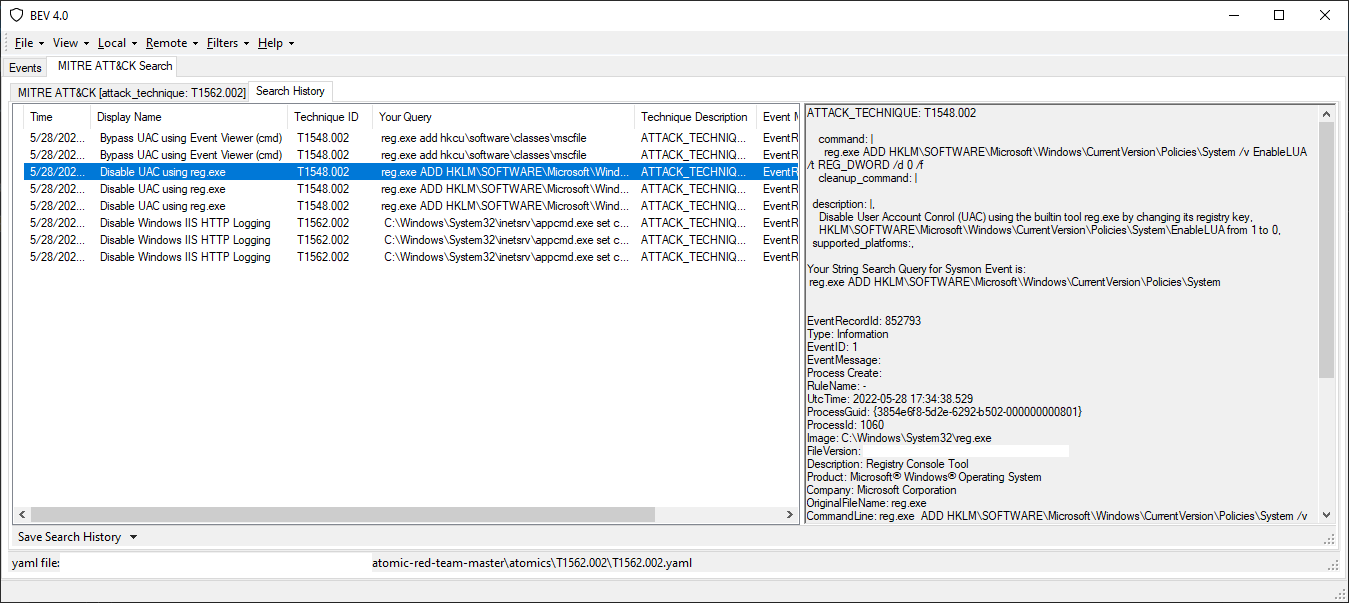 BEV 4.0
File View Local Remote Filters Help
Events MITRE ATT&CK Search
MITRE ATT&CK [attack_technique: T1562.002] Search History
Time Display Name Technique ID Your Query Technique Description Event M
5/28/202... Bypass UAC using Event Viewer (cmd) T1548.002 reg.exe add hkcu\software\classes\mscfile ATTACK_TECHNIQ... EventR
5/28/202... Bypass UAC using Event Viewer (cmd) T1548.002 reg.exe add hkcu\software\classes\mscfile ATTACK_TECHNIQ... EventR
5/28/202... Disable UAC using reg.exe T1548.002 reg.exe ADD HKLM\SOFTWARE\Microsoft\Wind... ATTACK_TECHNIQ... EventR
5/28/202... Disable UAC using reg.exe T1548.002 reg.exe ADD HKLM\SOFTWARE\Microsoft\Wind... ATTACK_TECHNIQ... EventR
5/28/202... Disable UAC using reg.exe T1548.002 reg.exe ADD HKLM\SOFTWARE\Microsoft\Wind... ATTACK_TECHNIQ... EventR
5/28/202... Disable Windows IIS HTTP Logging T1562.002 C:\Windows\System32\inetsrv\appcmd.exe set c... ATTACK_TECHNIQ... EventR
5/28/202... Disable Windows IIS HTTP Logging T1562.002 C:\Windows\System32\inetsrv\appcmd.exe set c... ATTACK_TECHNIQ... EventR
5/28/202... Disable Windows IIS HTTP Logging T1562.002 C:\Windows\System32\inetsrv\appcmd.exe set c... ATTACK_TECHNIQ... EventR
ATTACK_TECHNIQUE: T1548.002
command: |
reg.exe ADD HKLM\SOFTWARE\Microsoft\Windows\CurrentVersion\Policies\System /v EnableLUA
/t REG_DWORD /d 0 /f
cleanup_command: |
description: |,
Disable User Account Conrol (UAC) using the builtin tool reg.exe by changing its registry key,
HKLM\SOFTWARE\Microsoft\Windows\CurrentVersion\Policies\System\EnableLUA from 1 to 0,
supported_platforms:,
Your String Search Query for Sysmon Event is:
reg.exe ADD HKLM\SOFTWARE\Microsoft\Windows\CurrentVersion\Policies\System
EventRecordId: 852793
Type: Information
EventID: 1
EventMessage:
Process Create:
RuleName: -
UtcTime: 2022-05-28 17:34:38.529
ProcessGuid: {3854e6f8-5d2e-6292-b502-000000000801}
ProcessId: 1060
Image: C:\Windows\System32\reg.exe
FileVersion:
Description: Registry Console Tool
Product: Microsoft® Windows® Operating System
Company: Microsoft Corporation
OriginalFileName: reg.exe
CommandLine: reg.exe ADD HKLM\SOFTWARE\Microsoft\Windows\CurrentVersion\Policies\System /v
Save Search History
yaml file: atomic-red-team-master\atomics\T1562.002\T1562.002.yaml